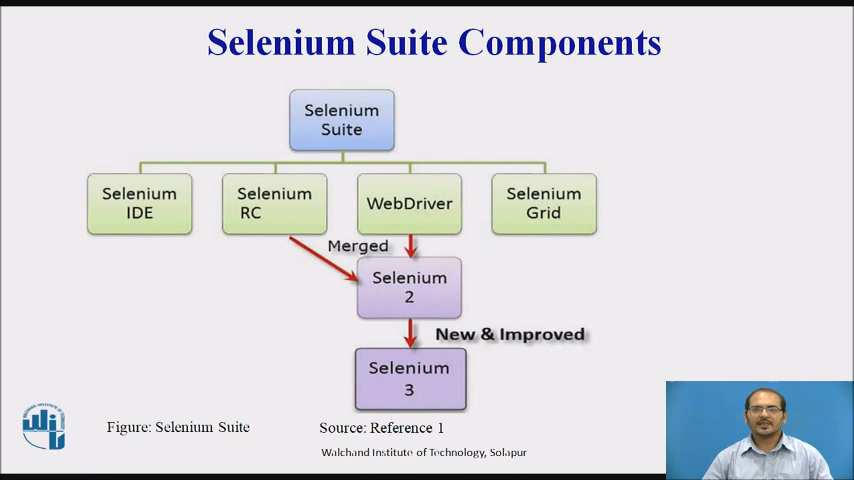 Selenium Suite Components
Selenium
Suite
Selenium
IDE
Selenium
RC
WebDriver
Selenium
Grid
Merged
Selenium
2
New & Improved
Selenium
3
Figure: Selenium Suite
Source: Reference 1
Walchand Institute of Technology, Solapur